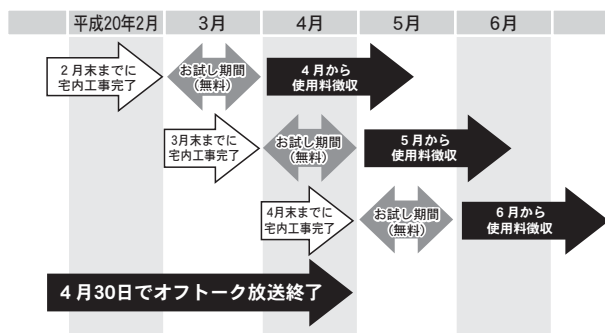 平成20年2月 3月 4月 5月 6月
2月末までに
宅内工事完了
お試し期間
(無料)
4月から
使用料徴収
3月末までに
宅内工事完了
お試し期間
(無料)
5月から
使用料徴収
4月末までに
宅内工事完了
お試し期間
(無料)
6月から
使用料徴収
4月30日でオフトーク放送終了